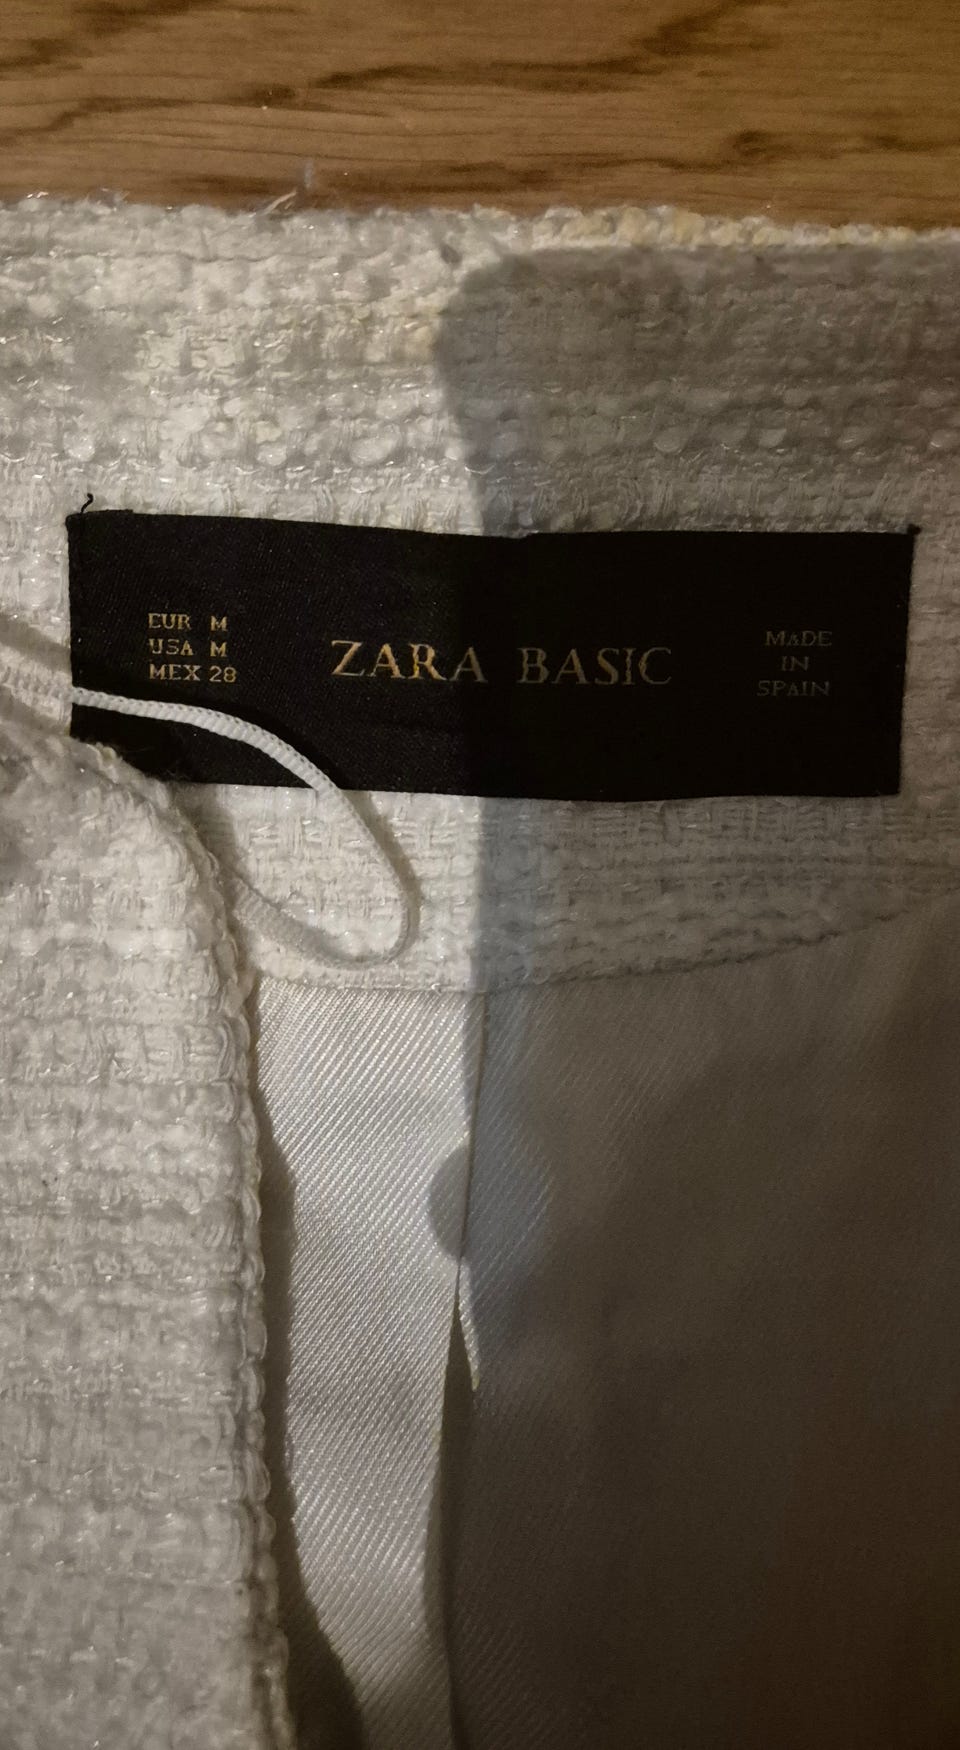 EUR M
USA M
MEX 28
ZARA BASIC
MADE
IN
SPAIN